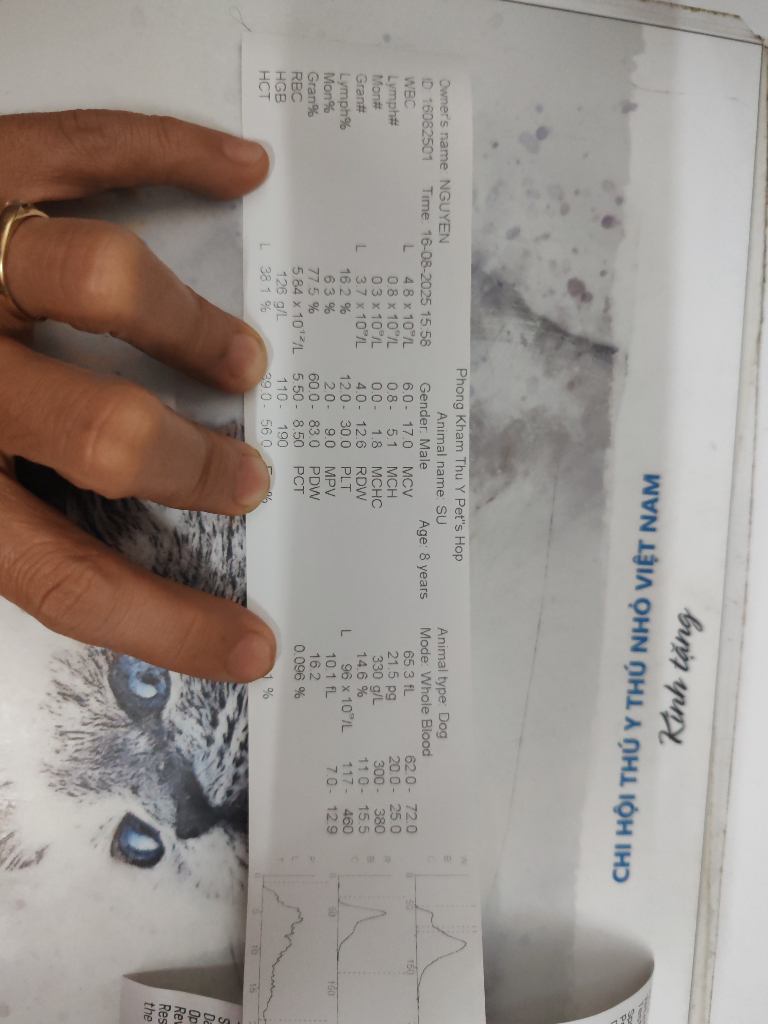 Phong Kham Thu Y Pet"s Hop
Owner's name: NGUYEN Animal name: SU Animal type: Dog
ID: 16082501 Time: 16-08-2025 15:58 Gender: Male Age: 8 years Mode: Whole Blood
WBC L 4.8 x 10⁹/L 6.0 - 17.0 MCV 65.3 fL 62.0 - 72.0
Lymph# 0.8 x 10⁹/L 0.8 - 5.1 MCH 21.5 pg 20.0 - 25.0
Mon# 0.3 x 10⁹/L 0.0 - 1.8 MCHC 330 g/L 300 - 380
Gran# L 3.7 x 10⁹/L 4.0 - 12.6 RDW 14.6 % 11.0 - 15.5
Lymph% 16.2 % 12.0 - 30.0 PLT L 96 x 10⁹/L 117 - 460
Mon% 6.3 % 2.0 - 9.0 MPV 10.1 fL 7.0 - 12.9
Gran% 77.5 % 60.0 - 83.0 PDW 16.2
RBC 5.84 x 10¹²/L 5.50 - 8.50 PCT 0.096 %
HGB 126 g/L 110 - 190
HCT L 38.1 % 39.0 - 56.0 % %
CHI HỘI THÚ Y THÚ NHỎ VIỆT NAM
Kính tặng